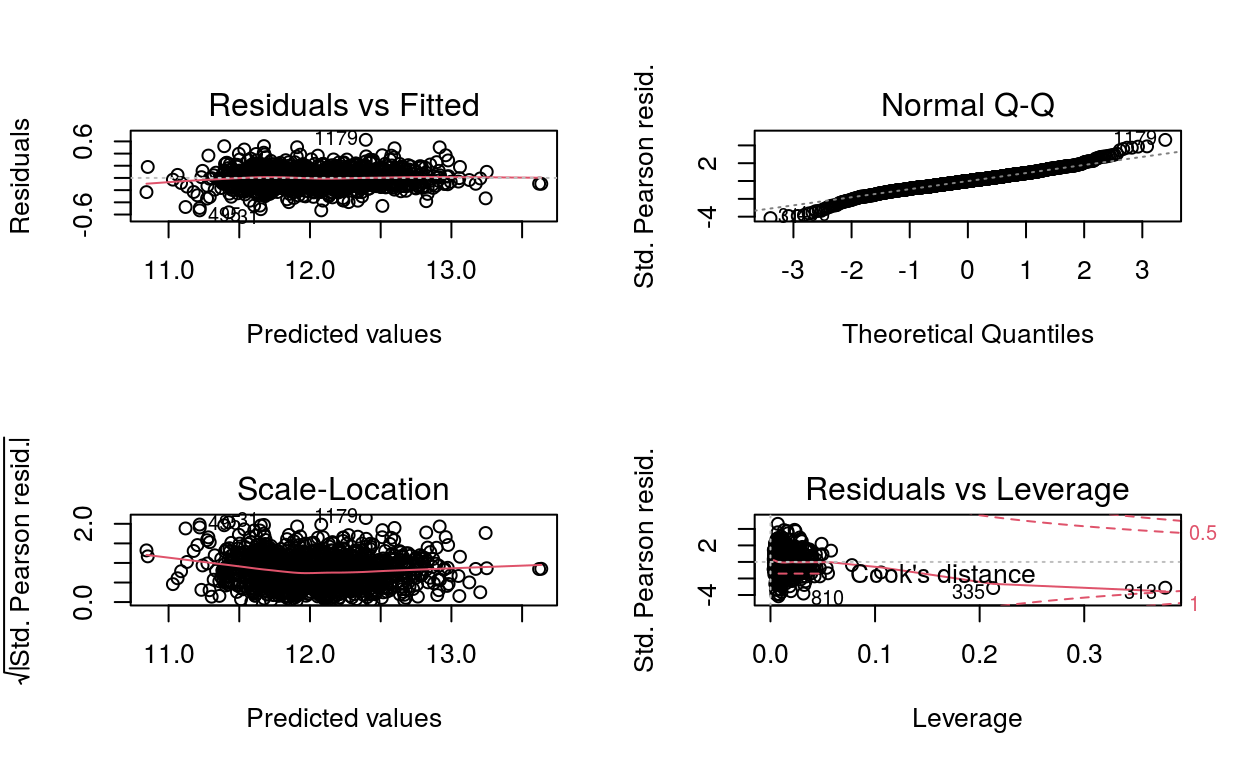 Residuals vs Fitted
Residuals
0.6
-0.6
1179
11.0 12.0 13.0
Predicted values
Normal Q-Q
Std. Pearson resid.
2
-4
1179
-3 -2 -1 0 1 2 3
Theoretical Quantiles
Scale-Location
√|Std. Pearson resid.|
2.0
0.0
1179
11.0 12.0 13.0
Predicted values
Residuals vs Leverage
Std. Pearson resid.
2
-4
Cook's distance
810
335
313
0.5
1
0.0 0.1 0.2 0.3
Leverage